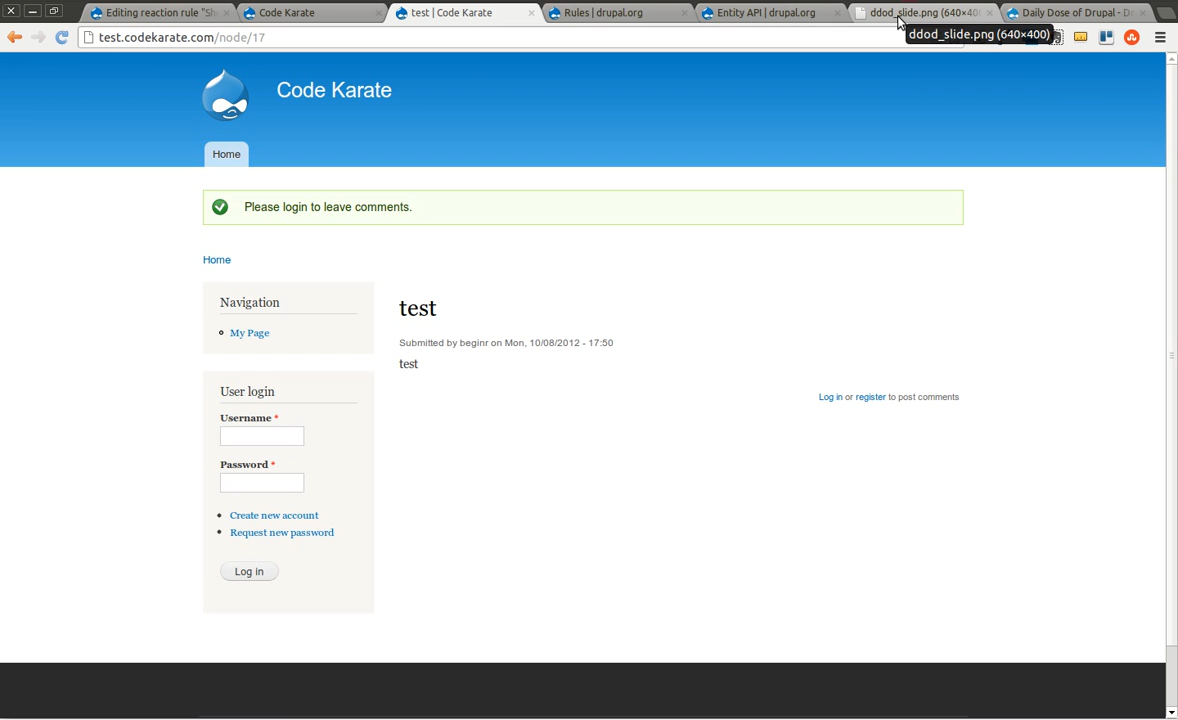 Editing reaction rule "Sh
Code Karate
test | Code Karate
Rules | drupal.org
Entity API | drupal.org
ddod_slide.png (640×40
Daily Dose of Drupal - D
test.codekarate.com/node/17
ddod_slide.png (640×400)
Code Karate
Home
Please login to leave comments.
Home
Navigation
My Page
User login
Username *
Password *
Create new account
Request new password
Log in
test
Submitted by beginr on Mon, 10/08/2012 - 17:50
test
Log in or register to post comments